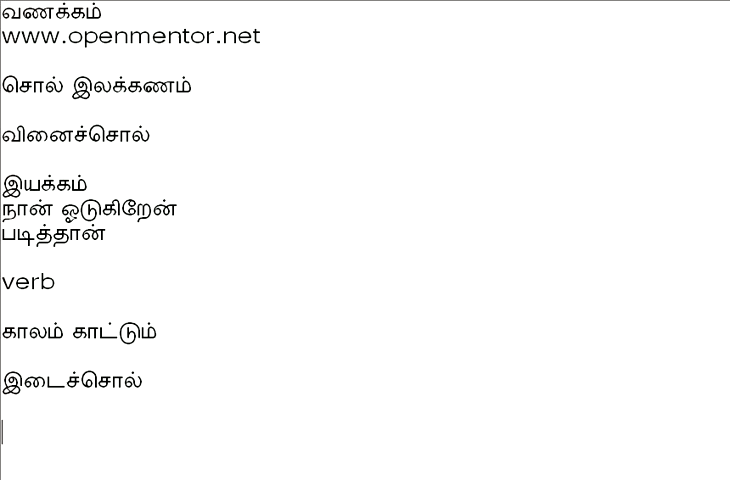 வணக்கம்
www.openmentor.net
சொல் இலக்கணம்
வினைச்சொல்
இயக்கம்
நான் ஓடுகிறேன்
படித்தான்
verb
காலம் காட்டும்
இடைச்சொல்